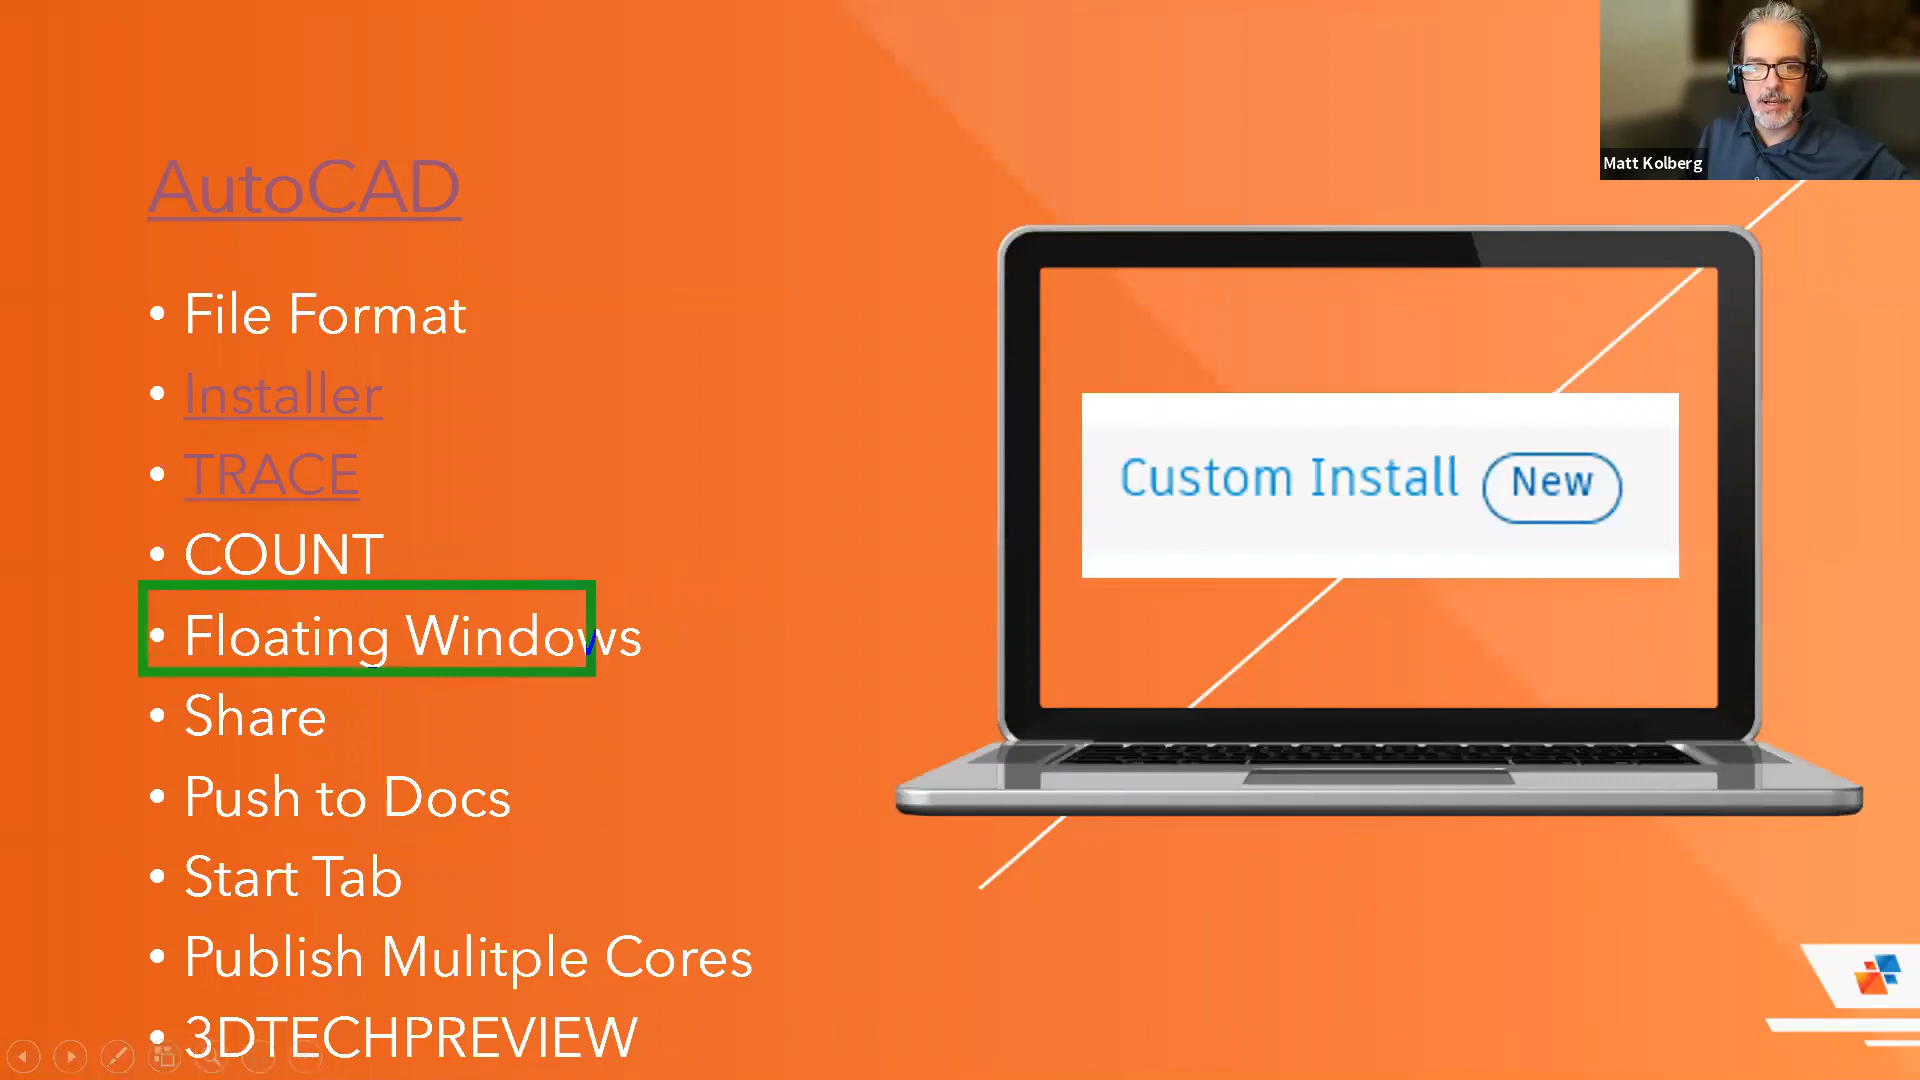 Matt Kolberg
AutoCAD
• File Format
• Installer
• TRACE
• COUNT
• Floating Windows
• Share
• Push to Docs
• Start Tab
• Publish Mulitple Cores
• 3DTECHPREVIEW
Custom Install New